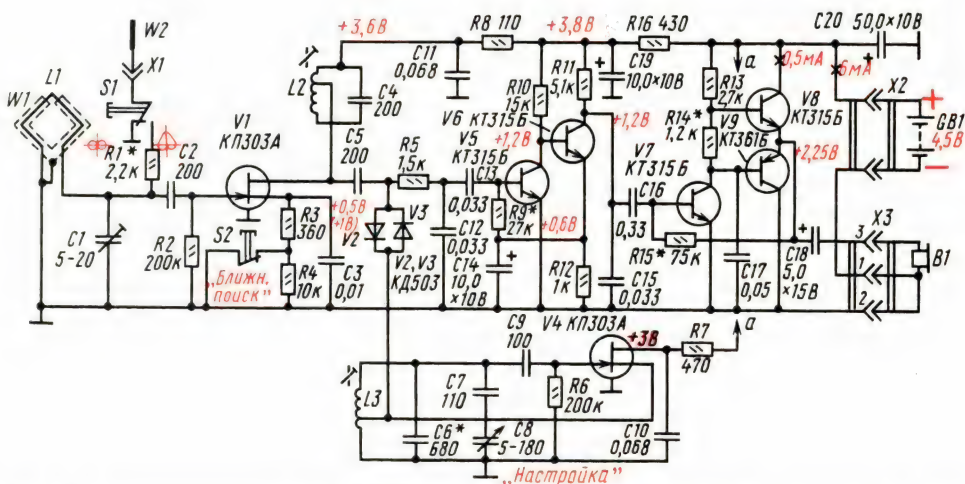 W2
X1
S1
L1
W1
R1*
2,2к
C2
200
V1
КП303А
C1
5-20
R2
200к
S2
„Ближн.
поиск”
R3
360
R4
10к
C3
0,01
+0,5В
(+1В)
+3,6В
L2
C4
200
C5
200
C11
0,068
R8 110
R5
1,5к
V2
V3
V2,V3
КД503
C12
0,033
C13
0,033
V5
КТ315Б
V6 КТ315Б
R10
15к
+1,2В
R9*
27к
C14
10,0
×10В
R11
5,1к
+3,8В
C19
10,0×10В
R16 430
+1,2В
+0,6В
R12
1к
C15
0,033
C16
0,33
V7
КТ315Б
R15* 75к
а
R13
2,7к
R14*
1,2к
0,5мА
V8
КТ315Б
V9
КТ361Б
+2,25В
C17
0,05
C18
5,0
×15В
C20 50,0×10В
6мА
X2
GB1
4,5В
X3
3
1
2
B1
V4 КП303А
C9
100
+3В
R7
470
а
L3
C7
110
C6*
680
C8
5-180
R6
200к
C10
0,068
„Настройка”